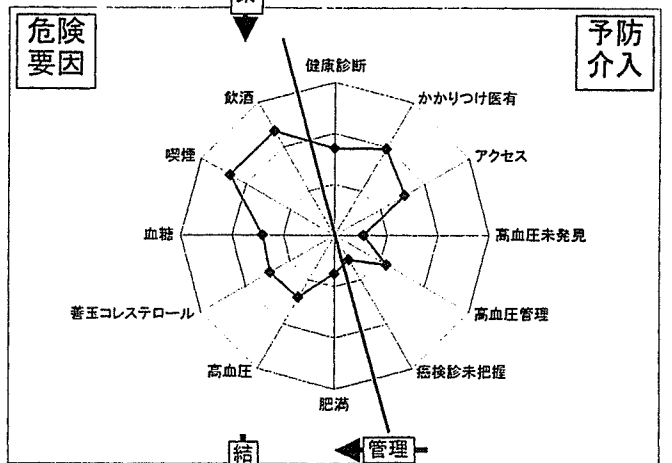 危険
要因
予防
介入
健康診断
飲酒
かかりつけ医有
喫煙
アクセス
血糖
高血圧未発見
善玉コレステロール
高血圧管理
高血圧
癌検診未把握
肥満
結
管理